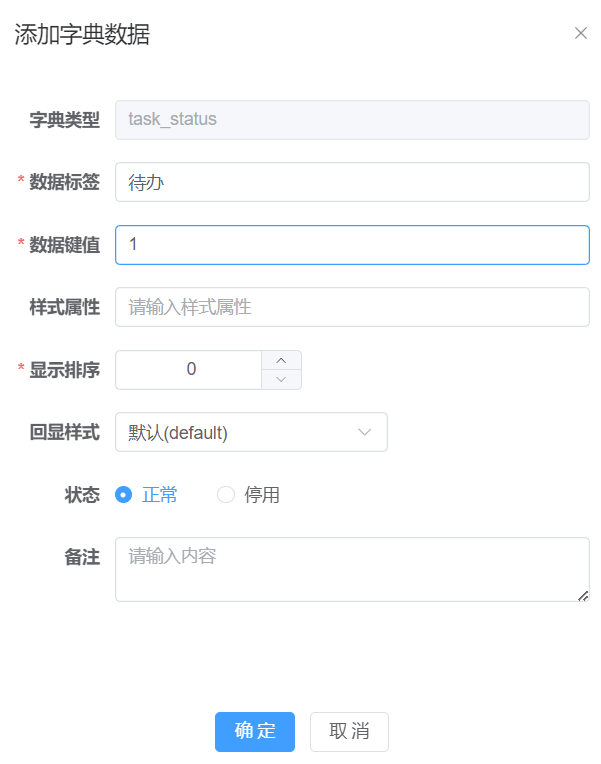 添加字典数据
字典类型 task_status
* 数据标签 待办
* 数据键值 1
样式属性 请输入样式属性
* 显示排序 0
回显样式 默认(default)
状态 正常 停用
备注 请输入内容
确定 取消